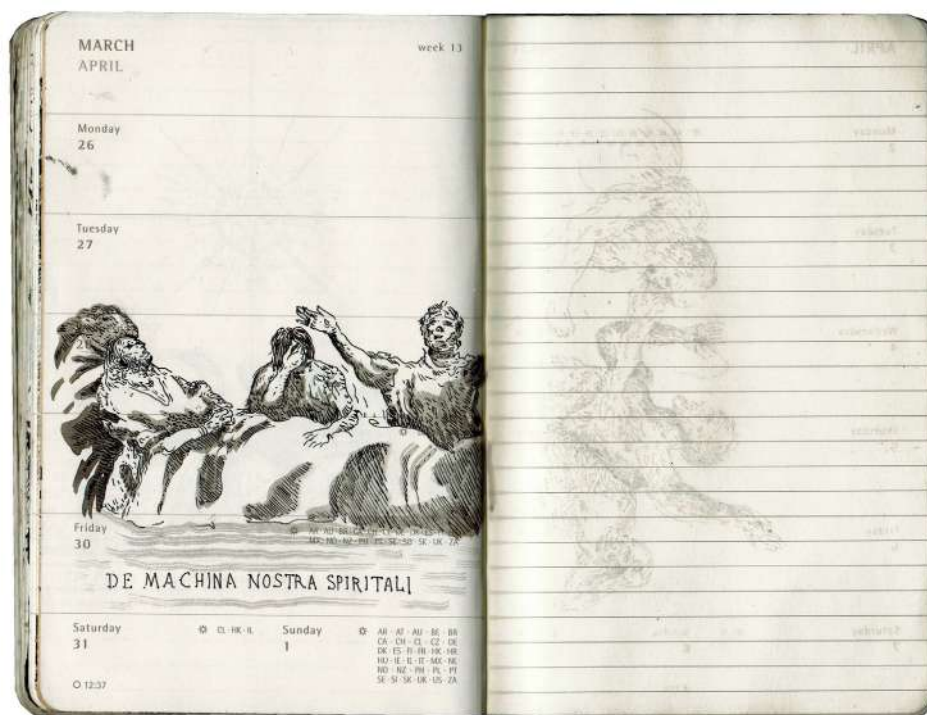 MARCH
week 13
APRIL
Monday
26
Tuesday
27
Friday
30
DE MACHINA NOSTRA SPIRITALI
Saturday
31
CL · HK · IL
Sunday
1
AR · AT · AU · BE · BR
CA · CH · CL · CZ · DE
DK · ES · FI · FR · HK · HR
HU · IE · IL · IT · MX · NL
NO · NZ · PH · PL · PT
SE · SI · SK · UK · US · ZA
12:37